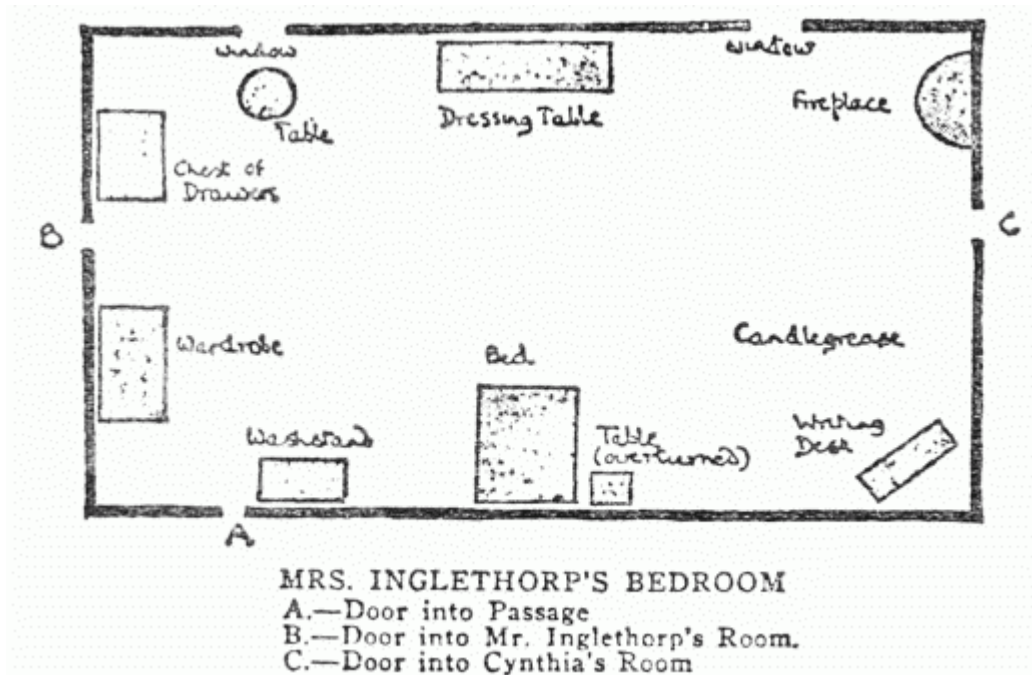 window
window
Table
Dressing Table
Fireplace
Chest of
Drawers
B
C
Wardrobe
Bed
Candlegrease
Washstand
Table
(overturned)
Writing
Desk
A
MRS. INGLETHORP'S BEDROOM
A.—Door into Passage
B.—Door into Mr. Inglethorp's Room.
C.—Door into Cynthia's Room